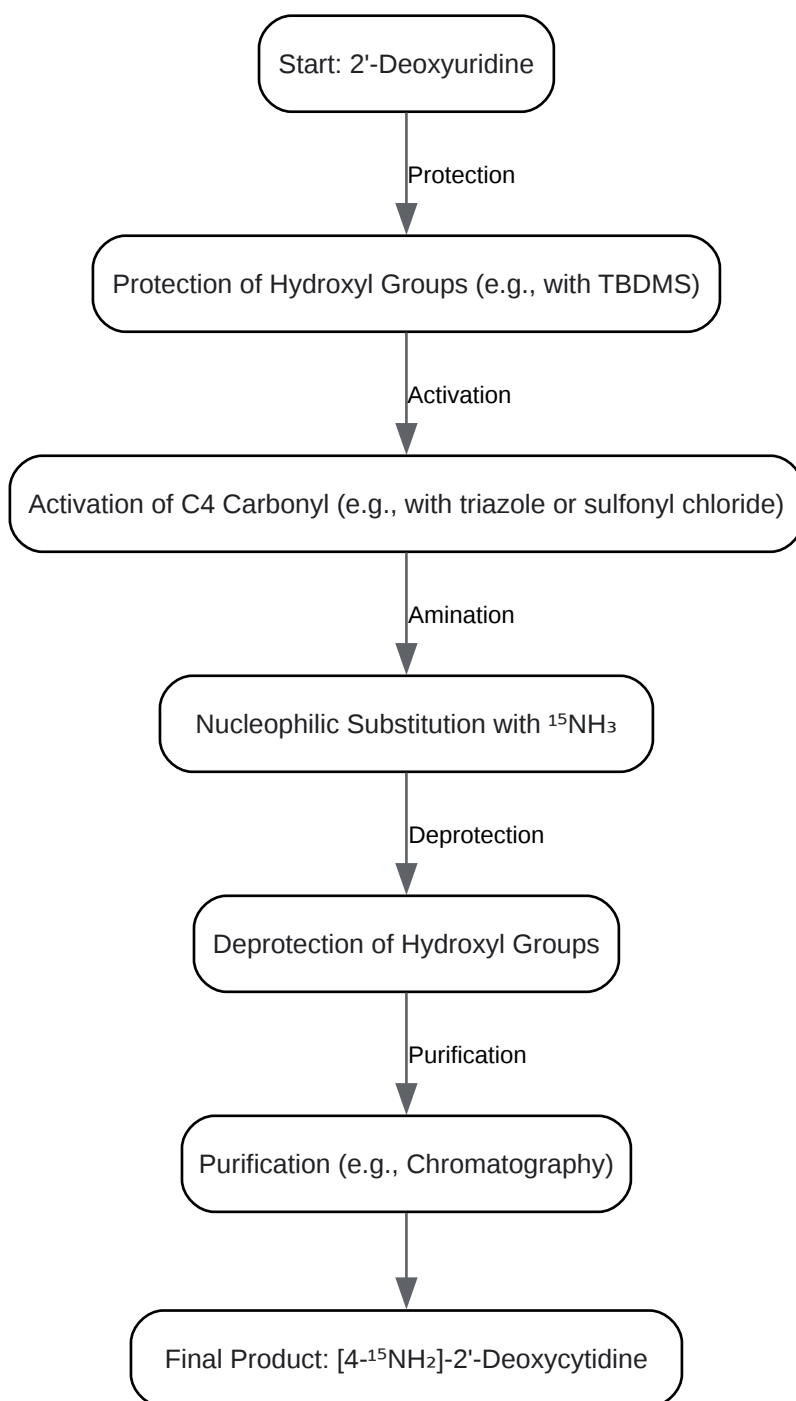 Start: 2'-Deoxyuridine
Protection
Protection of Hydroxyl Groups (e.g., with TBDMS)
Activation
Activation of C4 Carbonyl (e.g., with triazole or sulfonyl chloride)
Amination
Nucleophilic Substitution with ¹⁵NH₃
Deprotection
Deprotection of Hydroxyl Groups
Purification
Purification (e.g., Chromatography)
Final Product: [4-¹⁵NH₂]-2'-Deoxycytidine